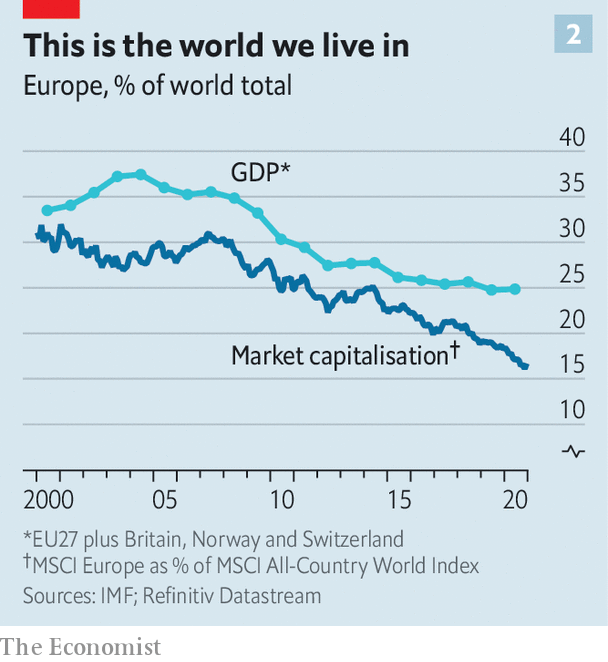 This is the world we live in
2
Europe, % of world total
40
GDP*
35
30
25
20
Market capitalisation†
15
10
2000 05 10 15 20
*EU27 plus Britain, Norway and Switzerland
†MSCI Europe as % of MSCI All-Country World Index
Sources: IMF; Refinitiv Datastream
The Economist